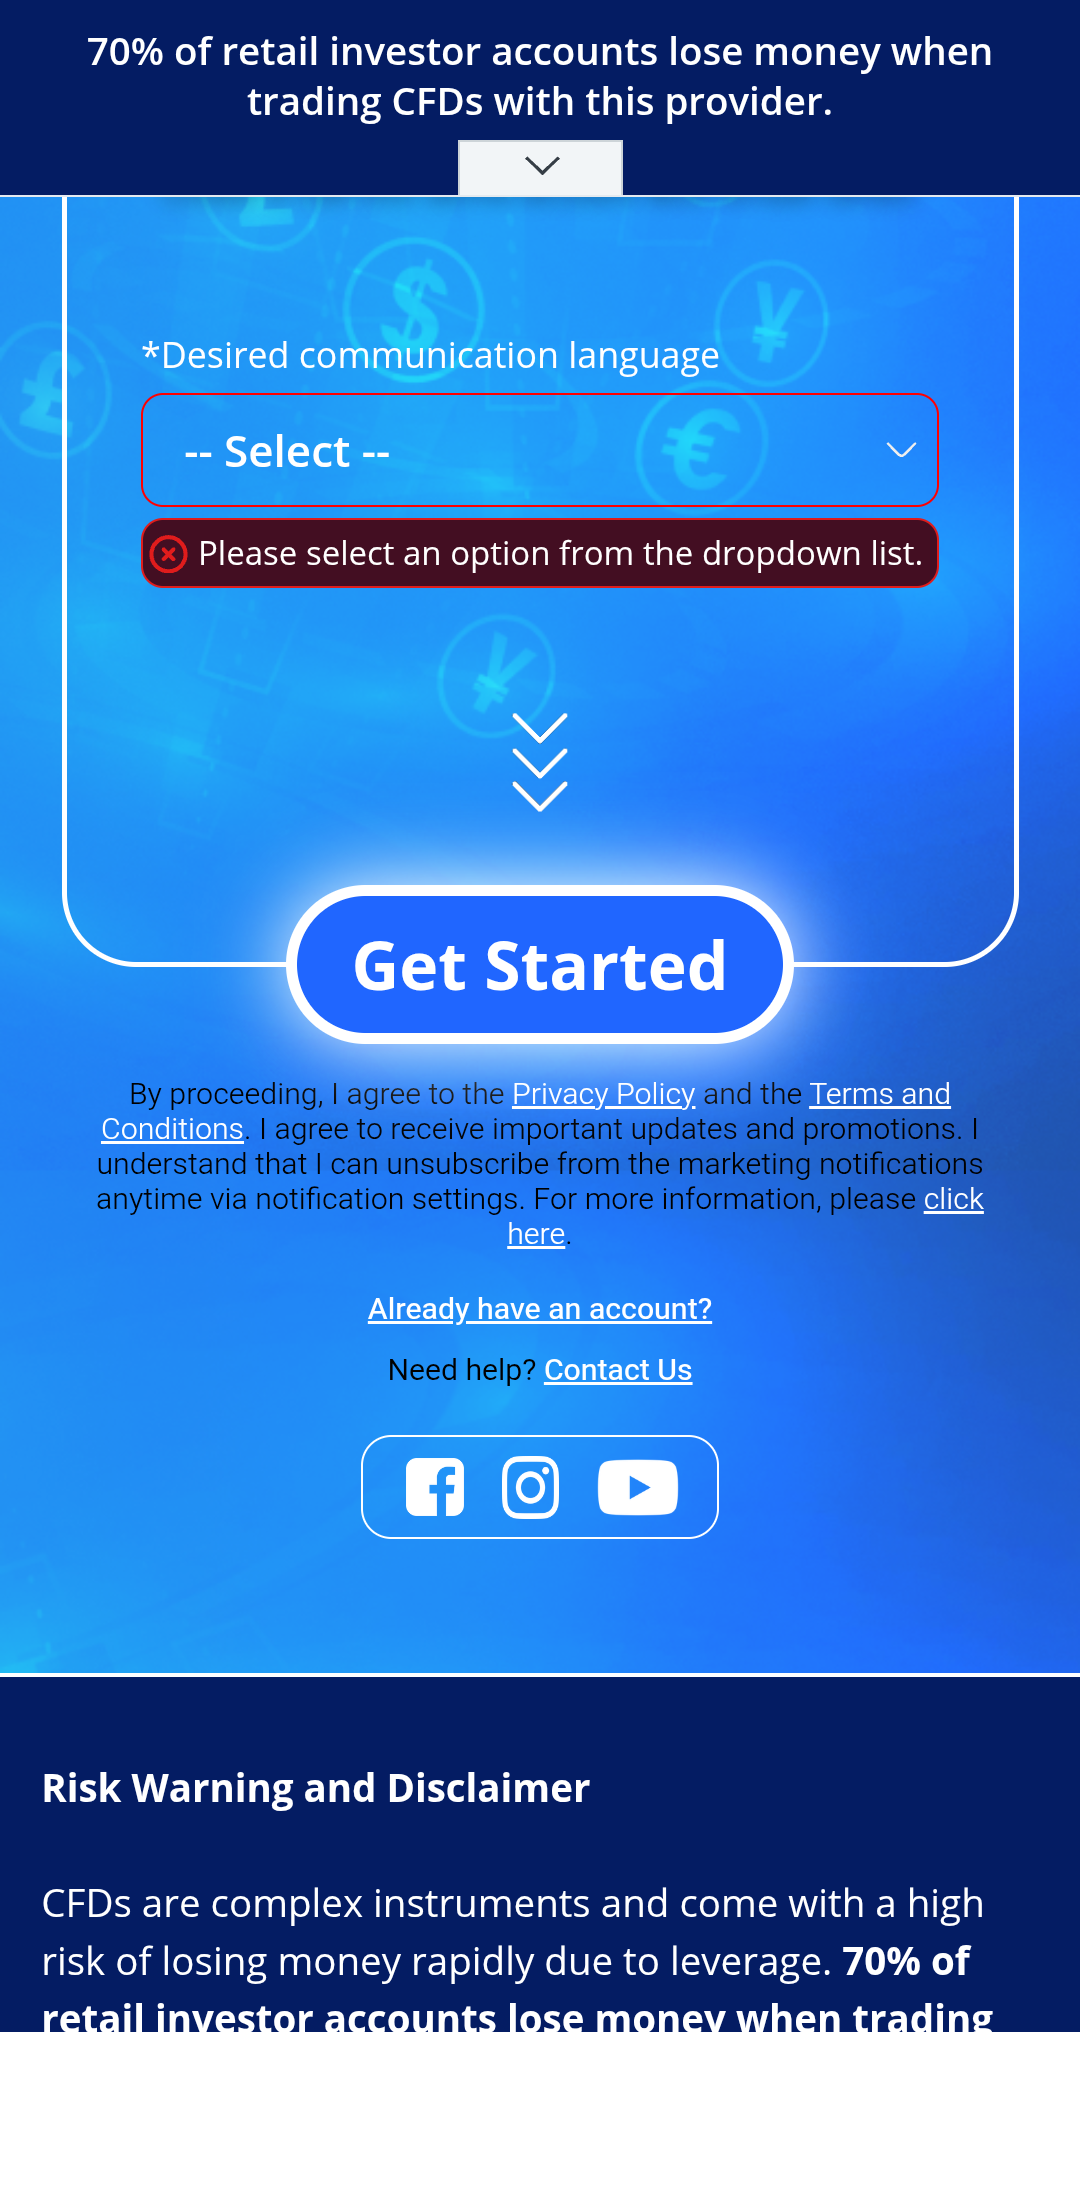 70% of retail investor accounts lose money when
trading CFDs with this provider.
*Desired communication language
-- Select --
Please select an option from the dropdown list.
Get Started
By proceeding, I agree to the Privacy Policy and the Terms and
Conditions. I agree to receive important updates and promotions. I
understand that I can unsubscribe from the marketing notifications
anytime via notification settings. For more information, please click
here.
Already have an account?
Need help? Contact Us
Risk Warning and Disclaimer
CFDs are complex instruments and come with a high
risk of losing money rapidly due to leverage. 70% of
retail investor accounts lose money when trading